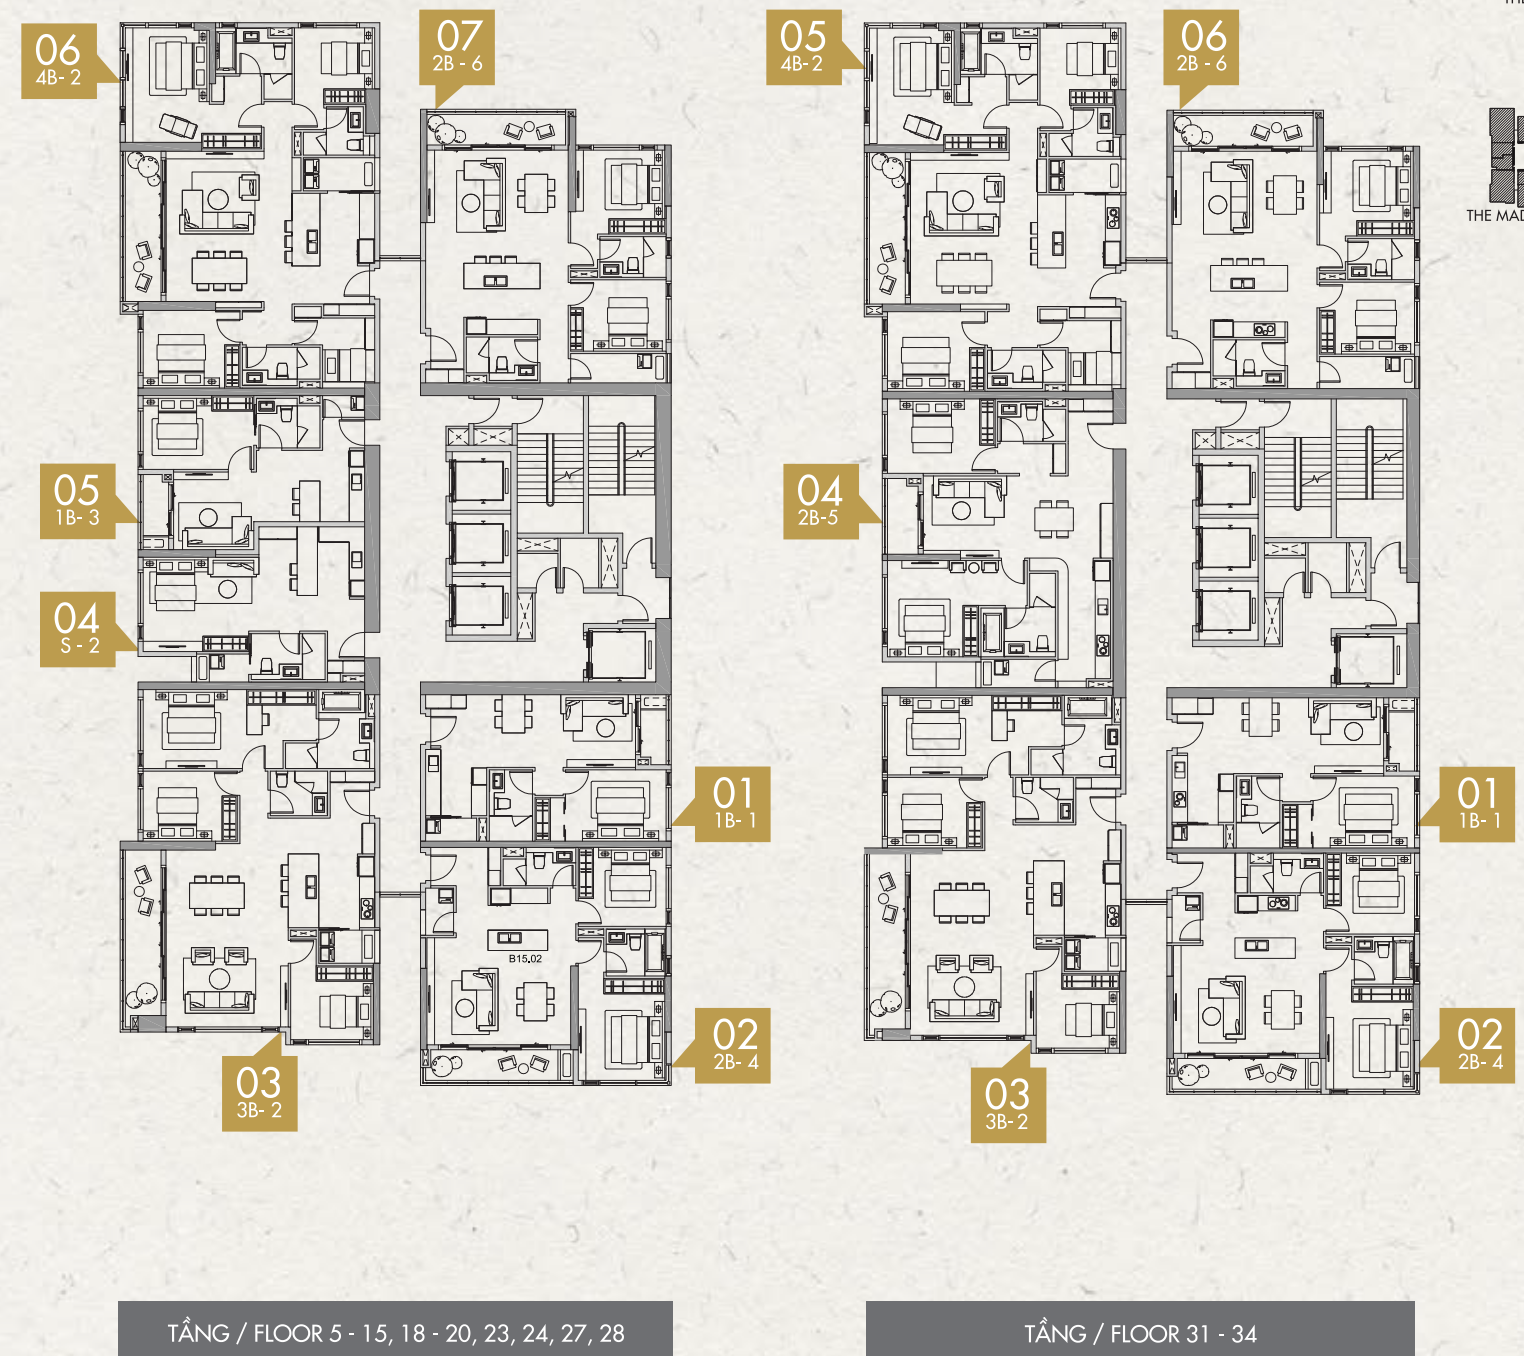 06
4B- 2
07
2B - 6
05
1B- 3
04
S - 2
01
1B- 1
B15.02
02
2B- 4
03
3B- 2
TẦNG / FLOOR 5 - 15, 18 - 20, 23, 24, 27, 28
05
4B- 2
06
2B - 6
04
2B-5
01
1B- 1
02
2B- 4
03
3B- 2
TẦNG / FLOOR 31 - 34
THE